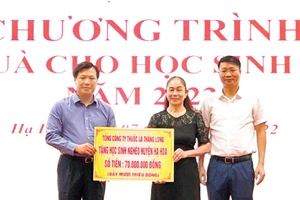 CHƯƠNG TRÌNH
QUÀ CHO HỌC SINH
NĂM 2022
Hạ H
TỔNG CÔNG TY THUỐC LÁ THĂNG LONG
TẶNG HỌC SINH NGHÈO HUYỆN HẠ HÒA
SỐ TIỀN : 70.000.000 ĐỒNG
(BẢY MƯƠI TRIỆU ĐỒNG)